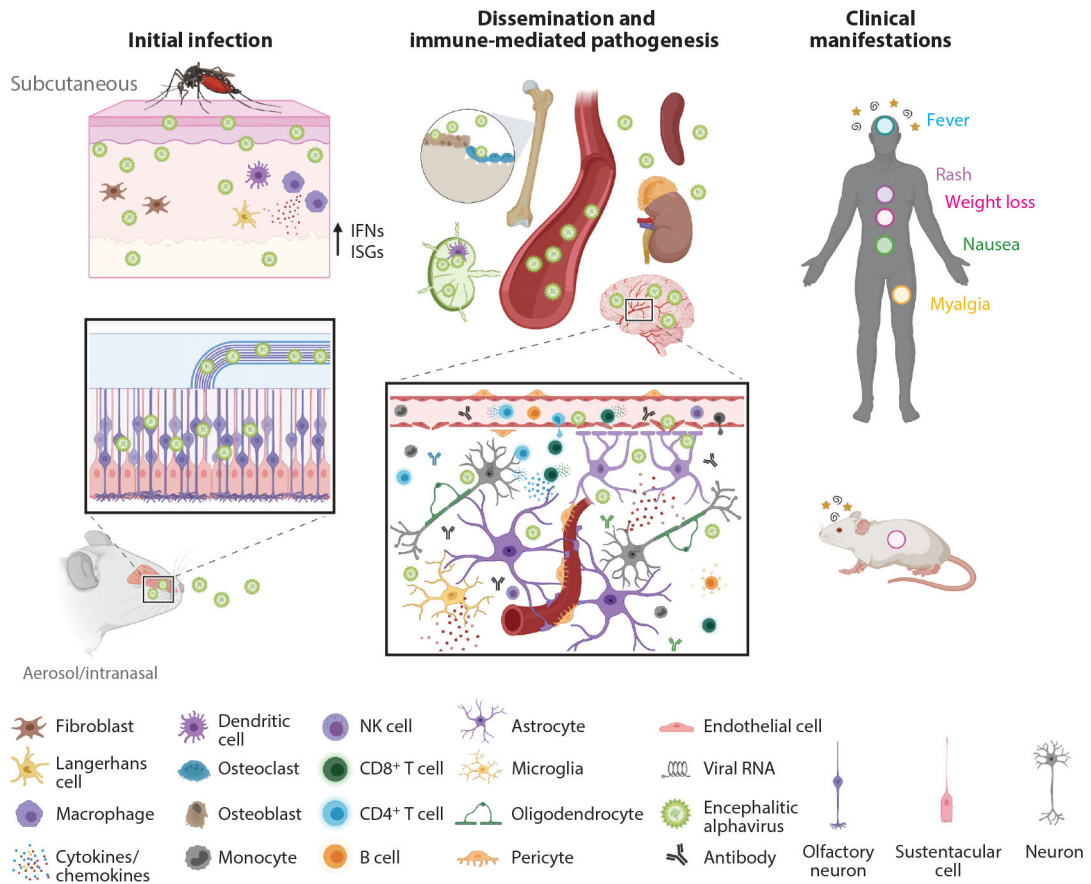 Initial infection
Dissemination and
immune-mediated pathogenesis
Clinical
manifestations
Subcutaneous
IFNs
ISGs
Fever
Rash
Weight loss
Nausea
Myalgia
Aerosol/intranasal
Fibroblast
Langerhans
cell
Macrophage
Cytokines/
chemokines
Dendritic
cell
Osteoclast
Osteoblast
Monocyte
NK cell
CD8⁺ T cell
CD4⁺ T cell
B cell
Astrocyte
Microglia
Oligodendrocyte
Pericyte
Endothelial cell
Viral RNA
Encephalitic
alphavirus
Antibody
Olfactory
neuron
Sustentacular
cell
Neuron